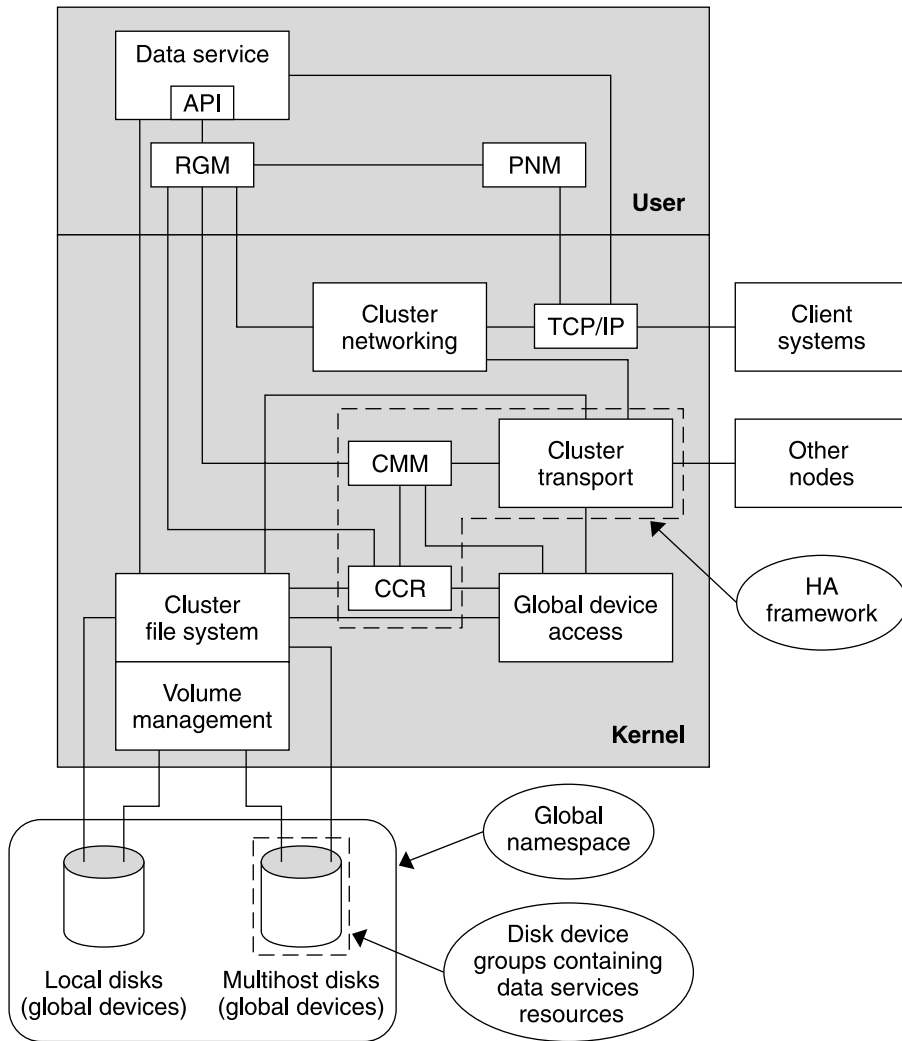 Data service
API
RGM
PNM
User
Cluster
networking
TCP/IP
Client
systems
CMM
Cluster
transport
Other
nodes
CCR
Cluster
file system
Global device
access
HA
framework
Volume
management
Kernel
Global
namespace
Local disks
(global devices)
Multihost disks
(global devices)
Disk device
groups containing
data services
resources